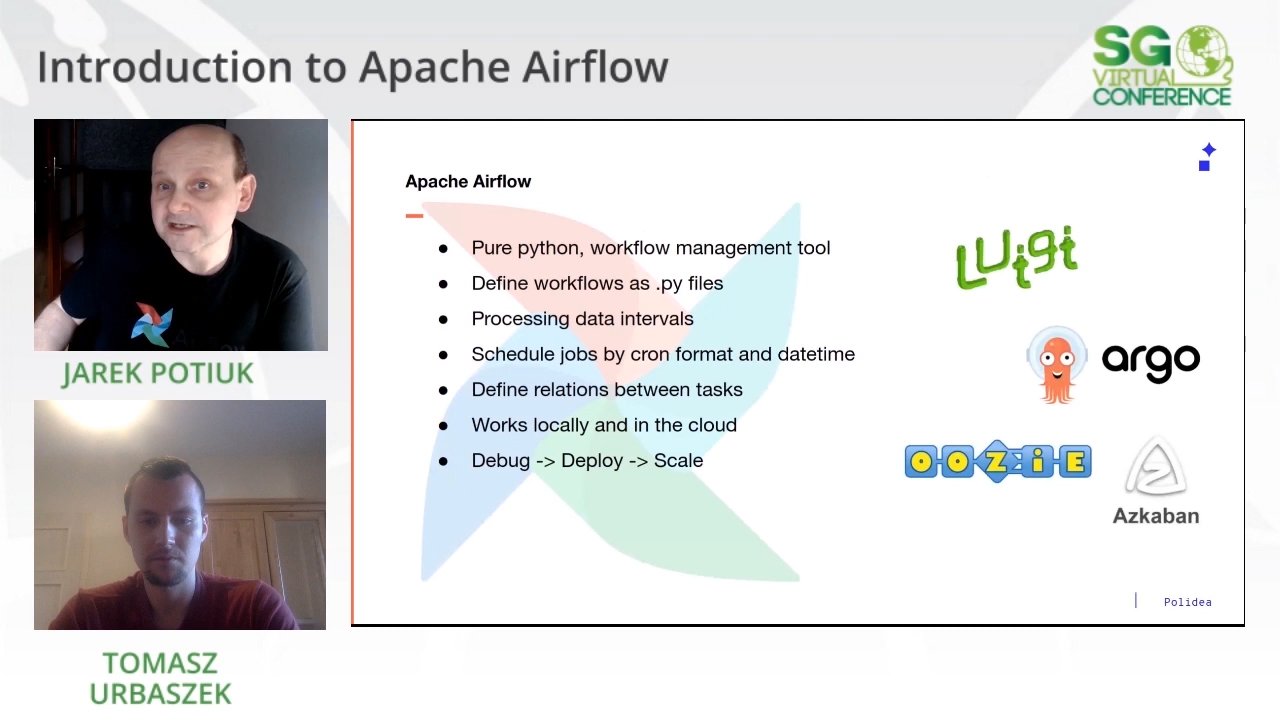 Introduction to Apache Airflow
SG
VIRTUAL
CONFERENCE
JAREK POTIUK
TOMASZ
URBASZEK
Apache Airflow
● Pure python, workflow management tool
● Define workflows as .py files
● Processing data intervals
● Schedule jobs by cron format and datetime
● Define relations between tasks
● Works locally and in the cloud
● Debug -> Deploy -> Scale
Luigi
argo
OOZiE
Azkaban
Polidea